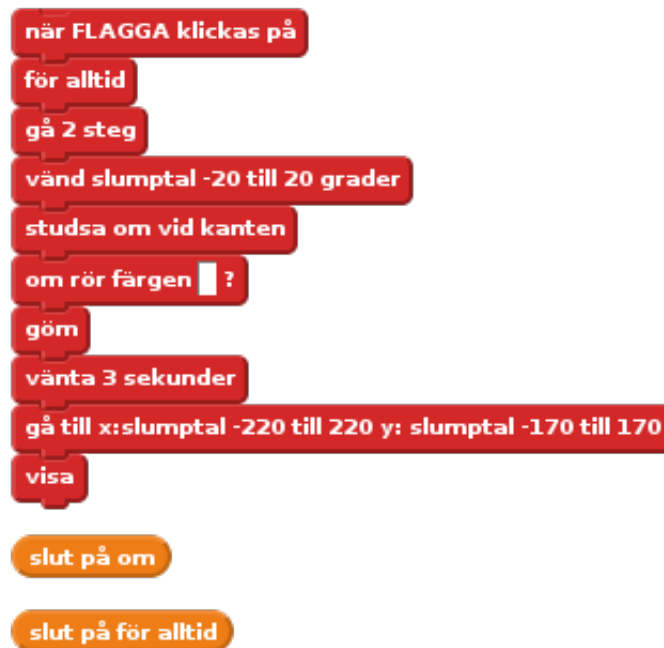 när FLAGGA klickas på
för alltid
gå 2 steg
vänd slumptal -20 till 20 grader
studsa om vid kanten
om rör färgen ?
göm
vänta 3 sekunder
gå till x:slumptal -220 till 220 y: slumptal -170 till 170
visa
slut på om
slut på för alltid